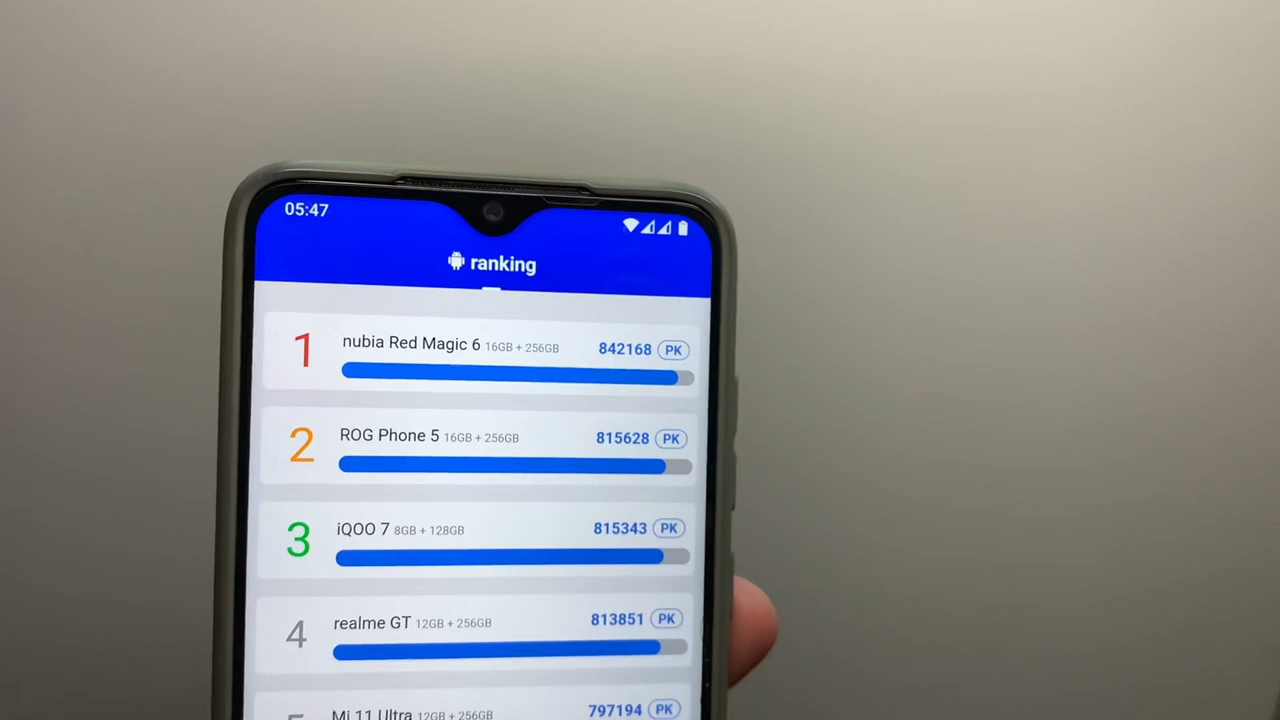 05:47
ranking
1 nubia Red Magic 6 16GB + 256GB 842168 PK
2 ROG Phone 5 16GB + 256GB 815628 PK
3 iQOO 7 8GB + 128GB 815343 PK
4 realme GT 12GB + 256GB 813851 PK
5 Mi 11 Ultra 12GB + 256GB 797194 PK